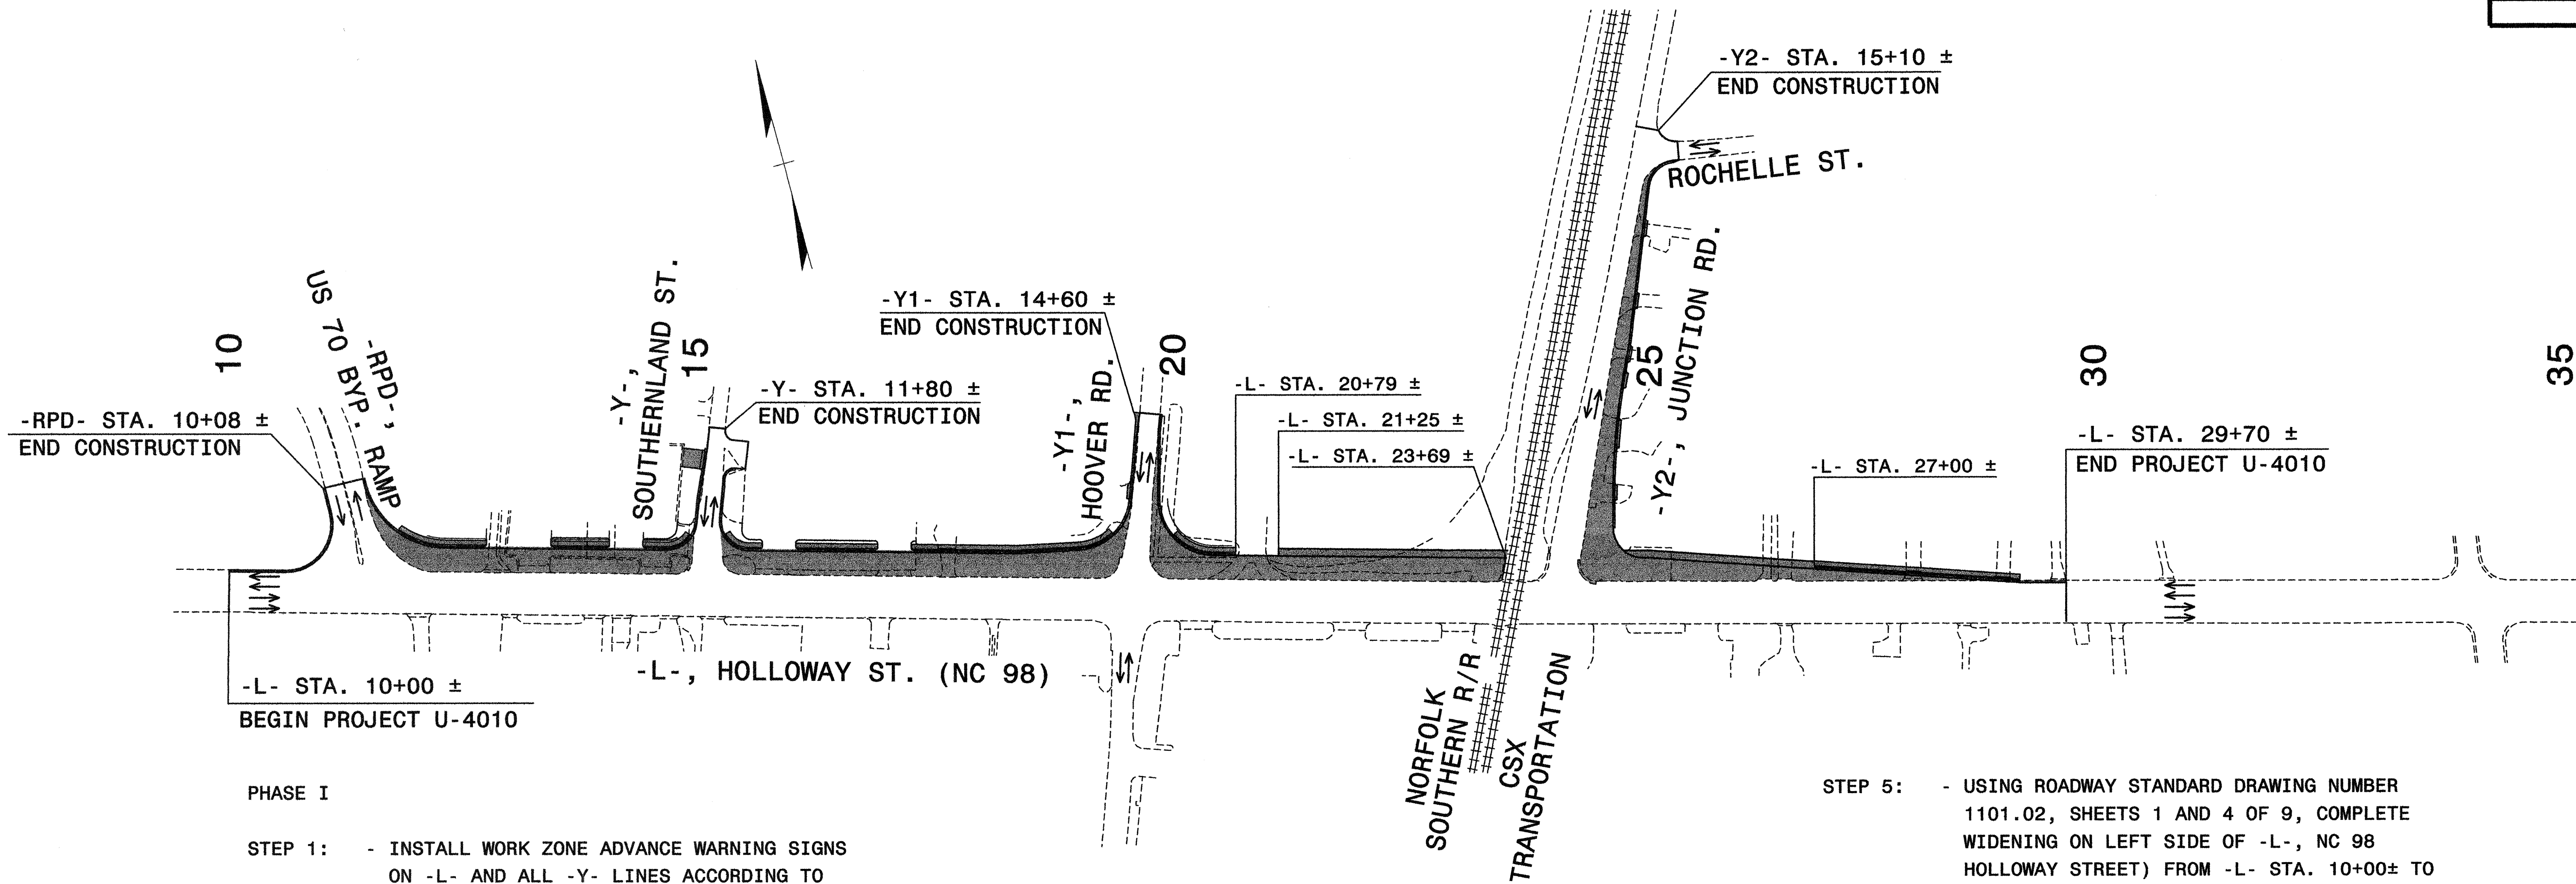 -Y2- STA. 15+10 ±
END CONSTRUCTION
ROCHELLE ST.
-Y1- STA. 14+60 ±
END CONSTRUCTION
US 70 BYP. RAMP
-RPD-,
10
-Y-,
SOUTHERNLAND ST.
15
-Y1-,
HOOVER RD.
20
-Y2-, JUNCTION RD.
25
30
35
-RPD- STA. 10+08 ±
END CONSTRUCTION
-Y- STA. 11+80 ±
END CONSTRUCTION
-L- STA. 20+79 ±
-L- STA. 21+25 ±
-L- STA. 23+69 ±
-L- STA. 27+00 ±
-L- STA. 29+70 ±
END PROJECT U-4010
-L- STA. 10+00 ±
BEGIN PROJECT U-4010
-L-, HOLLOWAY ST. (NC 98)
NORFOLK
SOUTHERN R/R
CSX
TRANSPORTATION
PHASE I
STEP 1: - INSTALL WORK ZONE ADVANCE WARNING SIGNS
ON -L- AND ALL -Y- LINES ACCORDING TO
STEP 5: - USING ROADWAY STANDARD DRAWING NUMBER
1101.02, SHEETS 1 AND 4 OF 9, COMPLETE
WIDENING ON LEFT SIDE OF -L-, NC 98
HOLLOWAY STREET) FROM -L- STA. 10+00± TO